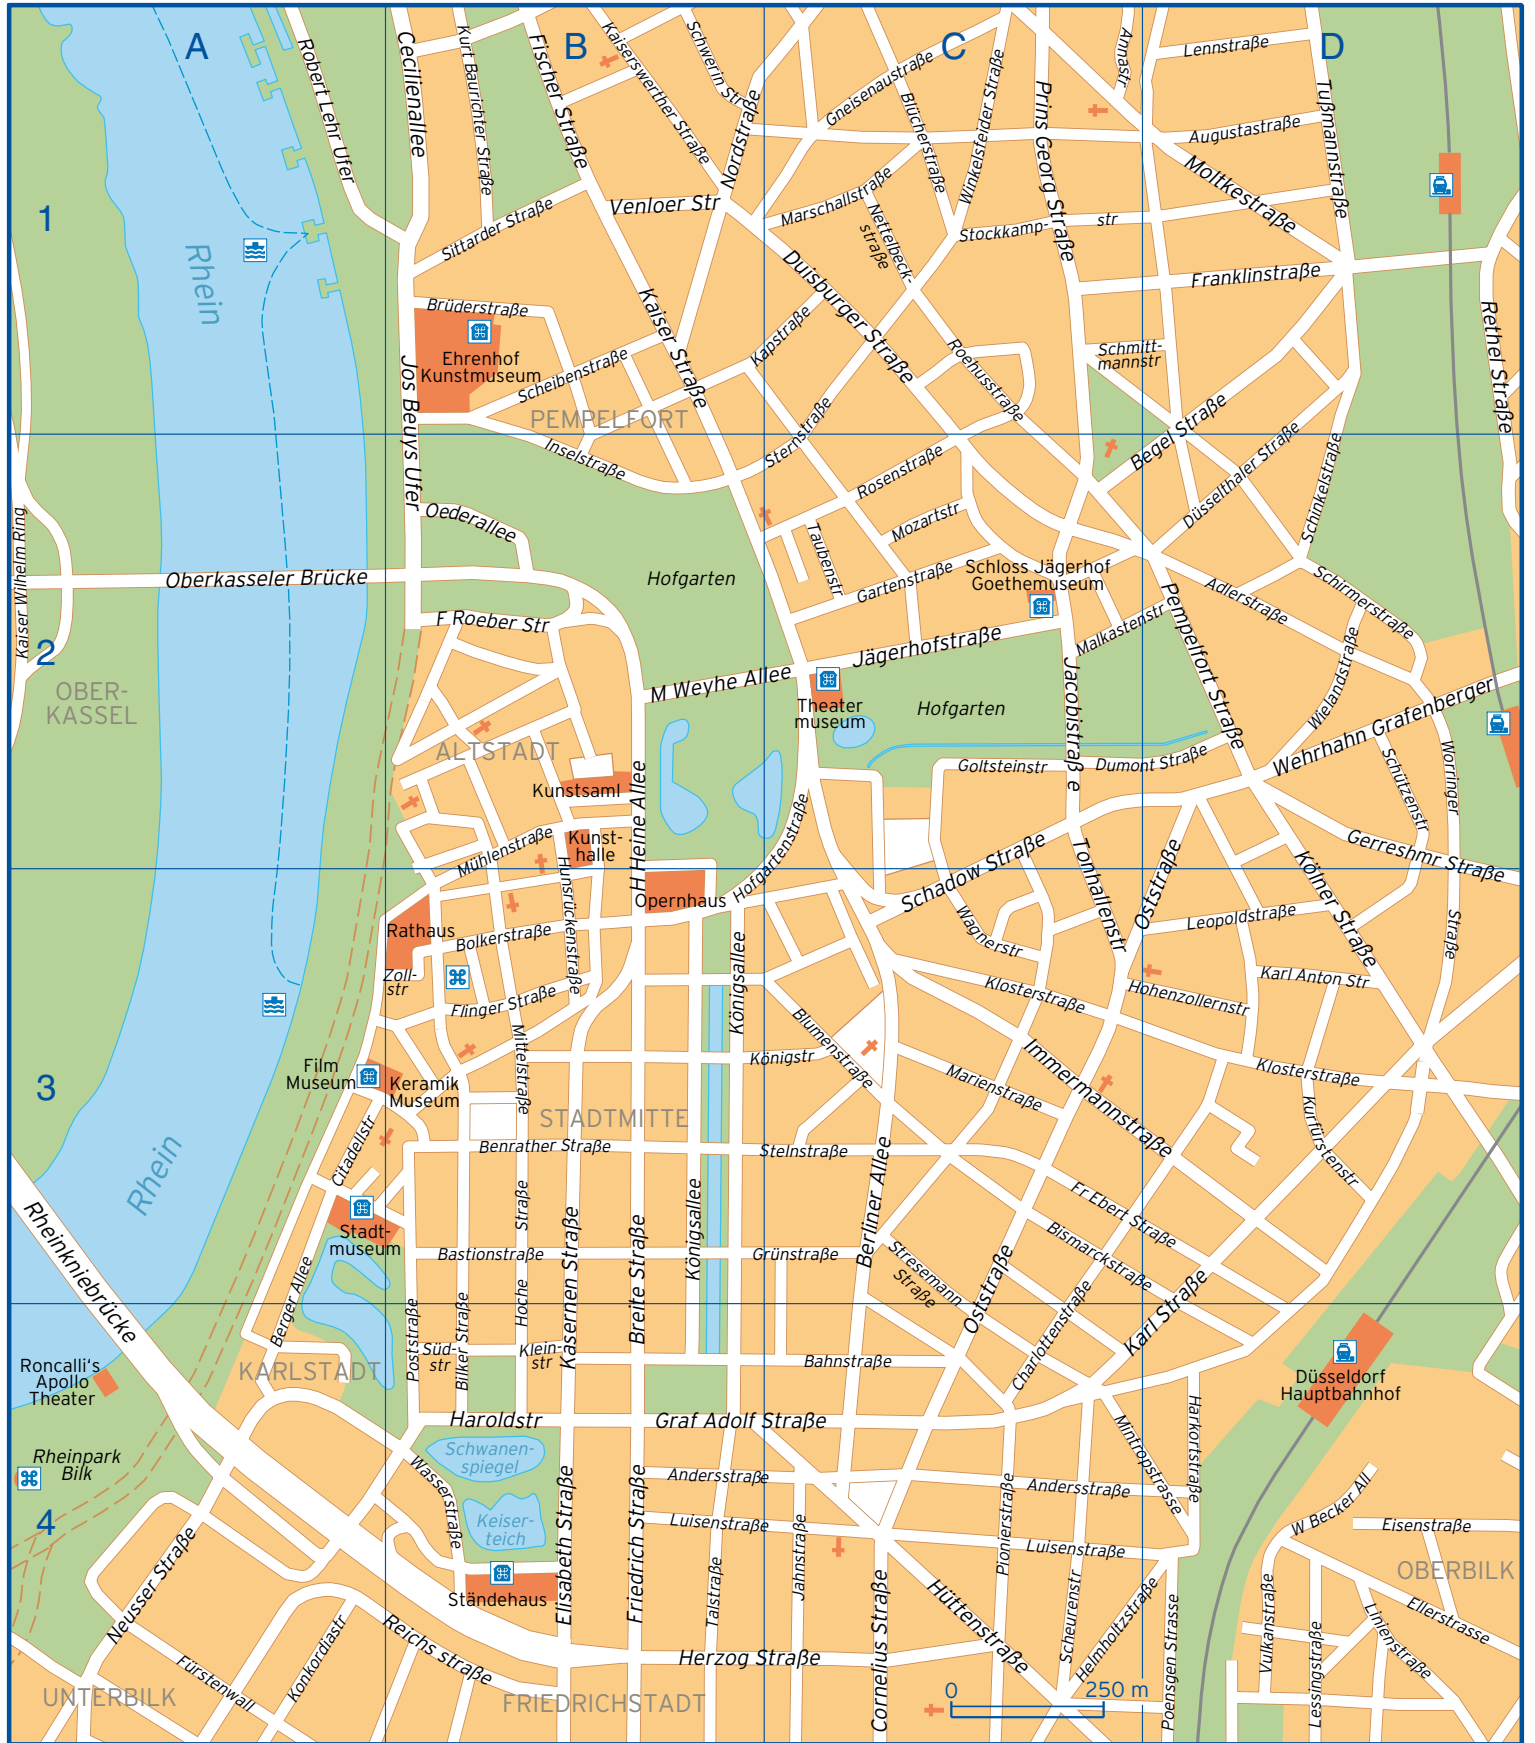 A
B
C
D
1
2
3
4
Robert Lehr Ufer
Cecilienallee
Kurt Baurichter Straße
Fischer Straße
Kaiserswerther Straße
Schwerin Str
Nordstraße
Gneisenaustraße
Blücherstraße
Winkelsfelder Straße
Prins Georg Straße
Annastr
Lennstraße
Tußmannstraße
Augustastraße
Moltkestraße
Venloer Str
Sittarder Straße
Marschallstraße
Nettelbeck-
straße
Stockkamp-
str
Franklinstraße
Rethel Straße
Rhein
Duisburger Straße
Kaiser Straße
Brüderstraße
Ehrenhof
Kunstmuseum
Scheibenstraße
Kapstraße
Roenusstraße
Schmitt-
mannstr
Jos Beuys Ufer
PEMPELFORT
Sternstraße
Inselstraße
Begel Straße
Düsselthaler Straße
Schinkelstraße
Rosenstraße
Mozartstr
Taubenstr
Gartenstraße
Oederallee
Kaiser Wilhelm Ring
Oberkasseler Brücke
Hofgarten
Schloss Jägerhof
Goethemuseum
Adlerstraße
Schirmerstraße
F Roeber Str
Malkastenstr
Pempelfort Straße
Jägerhofstraße
M Weyhe Allee
Jacobistraß e
Wielandstraße
OBER-
KASSEL
Theater
museum
Hofgarten
Wehrhahn Grafenberger
ALTSTADT
Goltsteinstr
Dumont Straße
Schützenstr
Worringer
Straße
Kunstsaml
H Heine Allee
Kunst-
halle
Mühlenstraße
Hunsrückenstraße
Hofgartenstraße
Schadow Straße
Tonhallenstr
Oststraße
Kölner Straße
Gerreshmr Straße
Opernhaus
Rathaus
Bolkerstraße
Wagnerstr
Leopoldstraße
Zoll-
str
Flinger Straße
Königsallee
Klosterstraße
Hohenzollernstr
Karl Anton Str
Mittelstraße
Blumenstraße
Königstr
Immermannstraße
Klosterstraße
Film
Museum
Keramik
Museum
Marienstraße
Kurfürstenstr
STADTMITTE
Citadellstr
Benrather Straße
Stelnstraße
Rhein
Berliner Allee
Fr Ebert Straße
Bismarckstraße
Stadt-
museum
Straße
Hoche
Kasernen Straße
Breite Straße
Königsallee
Bastionstraße
Grünstraße
Stresemann
Straße
Oststraße
Charlottenstraße
Karl Straße
Rheinkniebrücke
Berger Allee
Poststraße
Bilker Straße
Süd-
str
Klein-
str
Bahnstraße
Roncalli's
Apollo
Theater
KARLSTADT
Düsseldorf
Hauptbahnhof
Haroldstr
Graf Adolf Straße
Mintropstrasse
Harkortstraße
Rheinpark
Bilk
Schwanen-
spiegel
Wasserstraße
Andersstraße
Andersstraße
Keiser-
teich
Elisabeth Straße
Friedrich Straße
Luisenstraße
Luisenstraße
Talstraße
Jahnstraße
Pionierstraße
W Becker All
Eisenstraße
OBERBILK
Ständehaus
Neusser Straße
Cornelius Straße
Hüttenstraße
Scheurenstr
Helmholtzstraße
Poensgen Strasse
Vulkanstraße
Lessingstraße
Linienstraße
Ellerstrasse
Reichs straße
Konkordiastr
Fürstenwall
Herzog Straße
UNTERBILK
FRIEDRICHSTADT
0
250 m